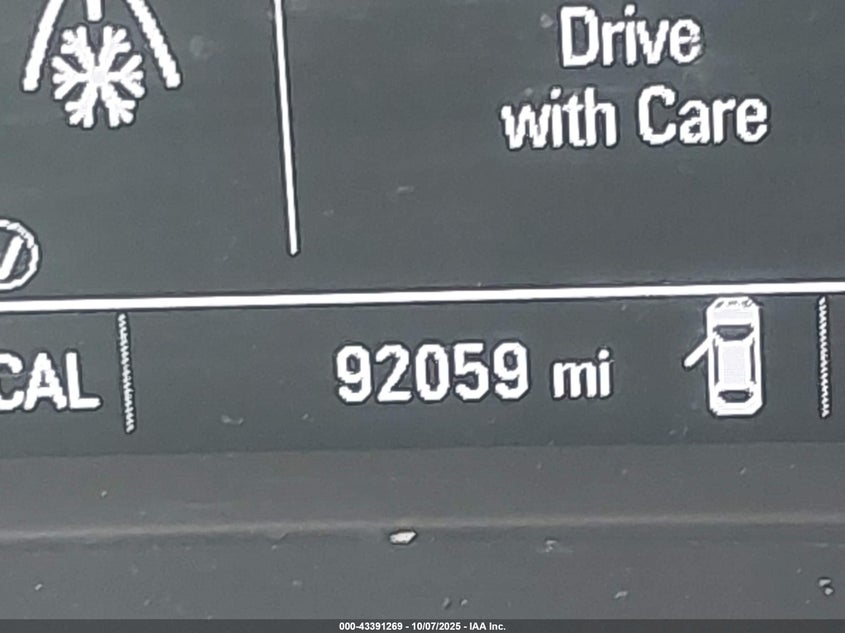 Drive
with Care
CAL
92059 mi
000-43391269 - 10/07/2025 - IAA Inc.